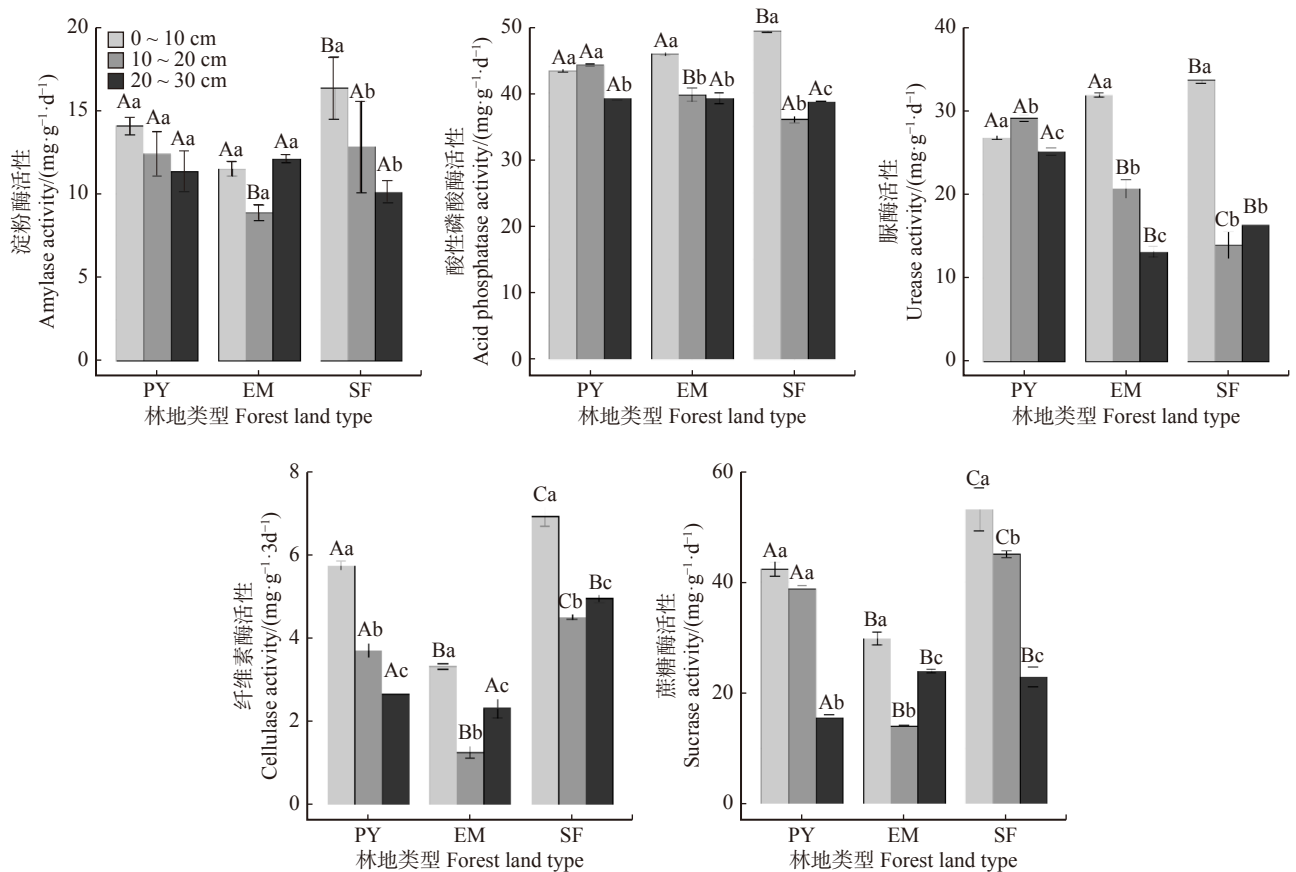 20
15
10
5
0
淀粉酶活性
Amylase activity/(mg·g⁻¹·d⁻¹)
0 ~ 10 cm
10 ~ 20 cm
20 ~ 30 cm
Aa
Aa
Aa
Aa
Ba
Aa
Ba
Ab
Ab
PY
EM
SF
林地类型 Forest land type
50
40
30
20
10
0
酸性磷酸酶活性
Acid phosphatase activity/(mg·g⁻¹·d⁻¹)
Aa
Aa
Ab
Aa
Bb
Ab
Ba
Ab
Ac
PY
EM
SF
林地类型 Forest land type
40
30
20
10
0
脲酶活性
Urease activity/(mg·g⁻¹·d⁻¹)
Aa
Ab
Ac
Aa
Bb
Bc
Ba
Cb
Bb
PY
EM
SF
林地类型 Forest land type
8
6
4
2
0
纤维素酶活性
Cellulase activity/(mg·g⁻¹·3d⁻¹)
Aa
Ab
Ac
Ba
Bb
Ac
Ca
Cb
Bc
PY
EM
SF
林地类型 Forest land type
60
40
20
0
蔗糖酶活性
Sucrase activity/(mg·g⁻¹·d⁻¹)
Aa
Aa
Ab
Ba
Bb
Bc
Ca
Cb
Bc
PY
EM
SF
林地类型 Forest land type